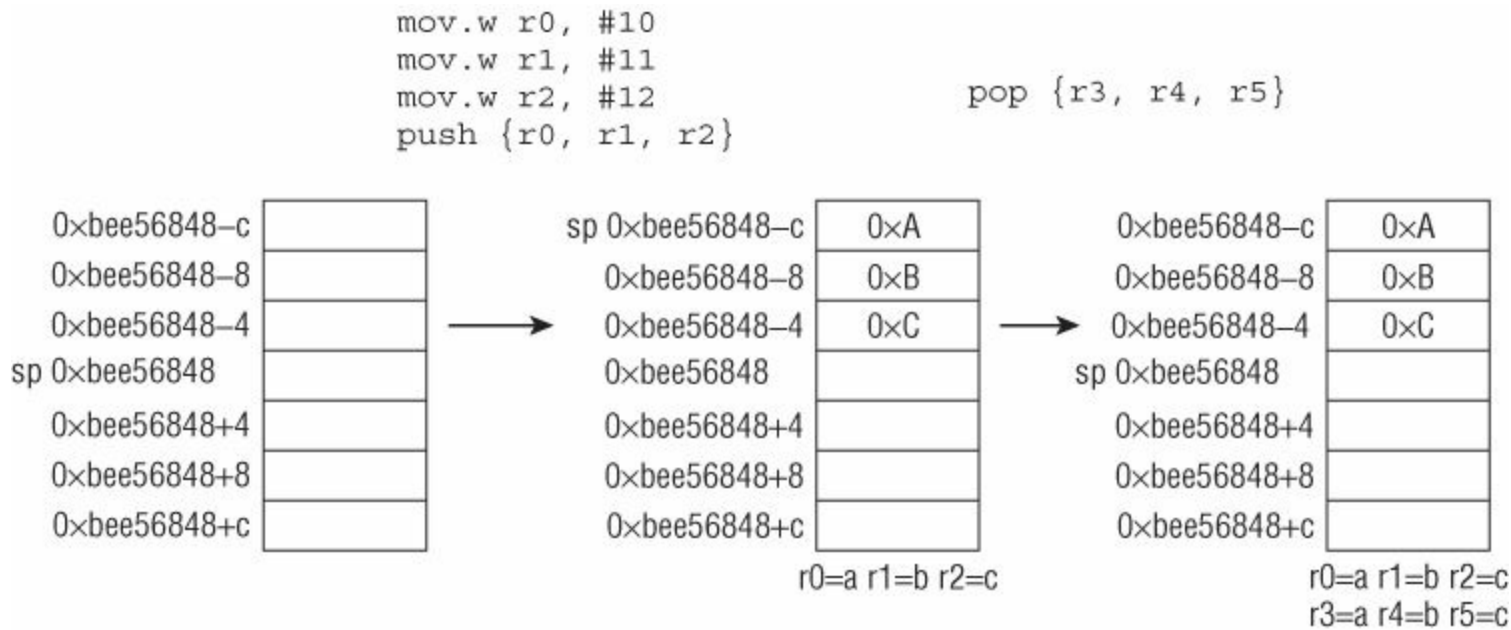 mov.w r0, #10
mov.w r1, #11
mov.w r2, #12
push {r0, r1, r2}
pop {r3, r4, r5}
0×bee56848–c
0×bee56848–8
0×bee56848–4
sp 0×bee56848
0×bee56848+4
0×bee56848+8
0×bee56848+c
sp 0×bee56848–c 0×A
0×bee56848–8 0×B
0×bee56848–4 0×C
0×bee56848
0×bee56848+4
0×bee56848+8
0×bee56848+c
r0=a r1=b r2=c
0×bee56848–c 0×A
0×bee56848–8 0×B
0×bee56848–4 0×C
sp 0×bee56848
0×bee56848+4
0×bee56848+8
0×bee56848+c
r0=a r1=b r2=c
r3=a r4=b r5=c